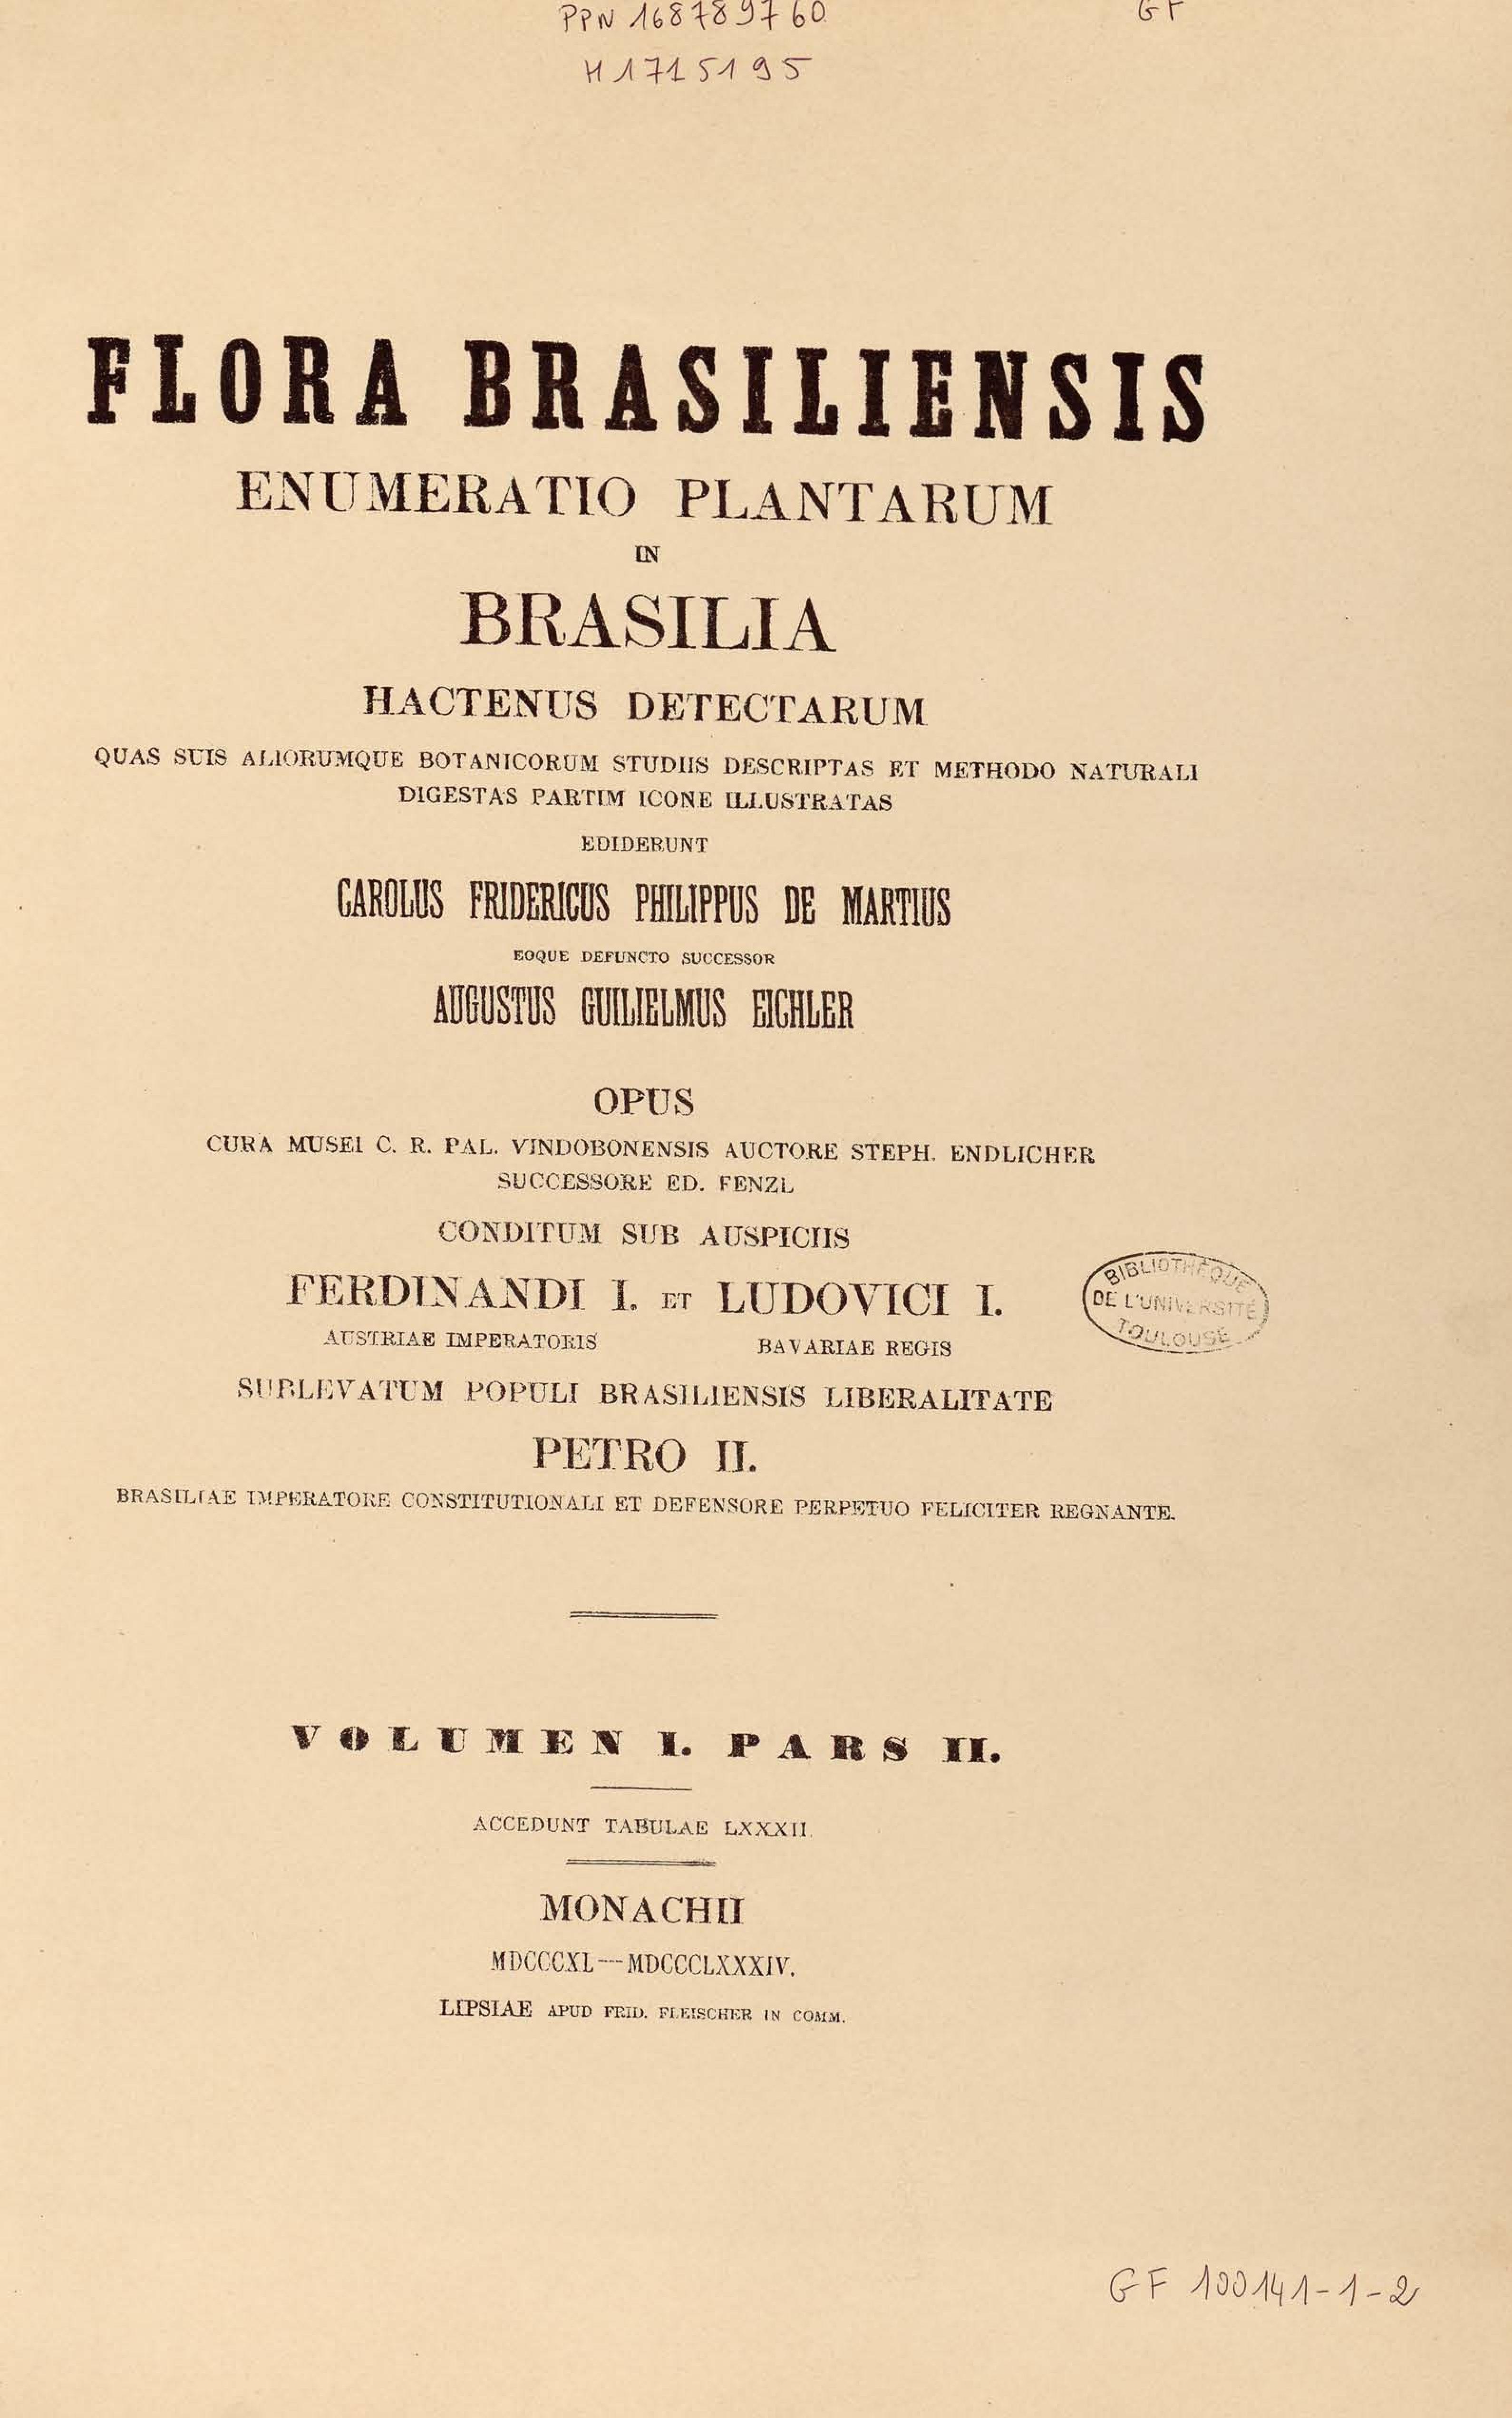 PPN 168789760
GF
H1715195
FLORA BRASILIENSIS
ENUMERATIO PLANTARUM
IN
BRASILIA
HACTENUS DETECTARUM
QUAS SUIS ALIORUMQUE BOTANICORUM STUDIIS DESCRIPTAS ET METHODO NATURALI
DIGESTAS PARTIM ICONE ILLUSTRATAS
EDIDERUNT
CAROLUS FRIDERICUS PHILIPPUS DE MARTIUS
EOQUE DEFUNCTO SUCCESSOR
AUGUSTUS GUILIELMUS EICHLER
OPUS
CURA MUSEI C. R. PAL. VINDOBONENSIS AUCTORE STEPH. ENDLICHER
SUCCESSORE ED. FENZL
CONDITUM SUB AUSPICIIS
FERDINANDI I. ET LUDOVICI I.
AUSTRIAE IMPERATORIS BAVARIAE REGIS
BIBLIOTHÈQUE
DE L'UNIVERSITÉ
TOULOUSE
SUBLEVATUM POPULI BRASILIENSIS LIBERALITATE
PETRO II.
BRASILIAE IMPERATORE CONSTITUTIONALI ET DEFENSORE PERPETUO FELICITER REGNANTE.
VOLUMEN I. PARS II.
ACCEDUNT TABULAE LXXXII.
MONACHII
MDCCCXL—MDCCCLXXXIV.
LIPSIAE APUD FRID. FLEISCHER IN COMM.
GF 100141-1-2